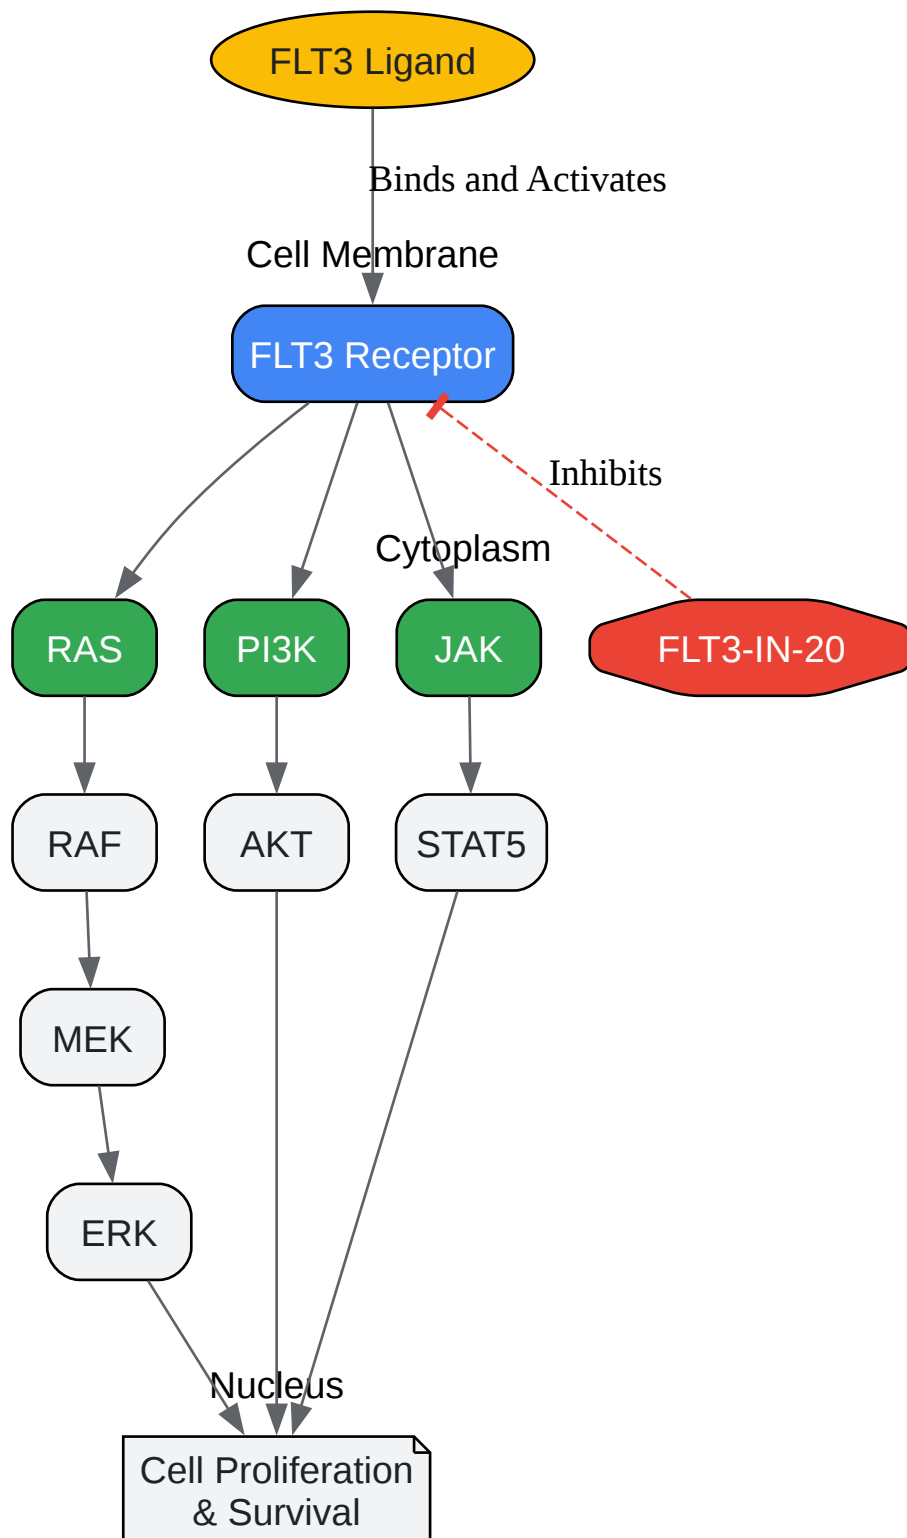 FLT3 Ligand
Binds and Activates
Cell Membrane
FLT3 Receptor
Inhibits
Cytoplasm
RAS
PI3K
JAK
FLT3-IN-20
RAF
AKT
STAT5
MEK
ERK
Nucleus
Cell Proliferation
& Survival